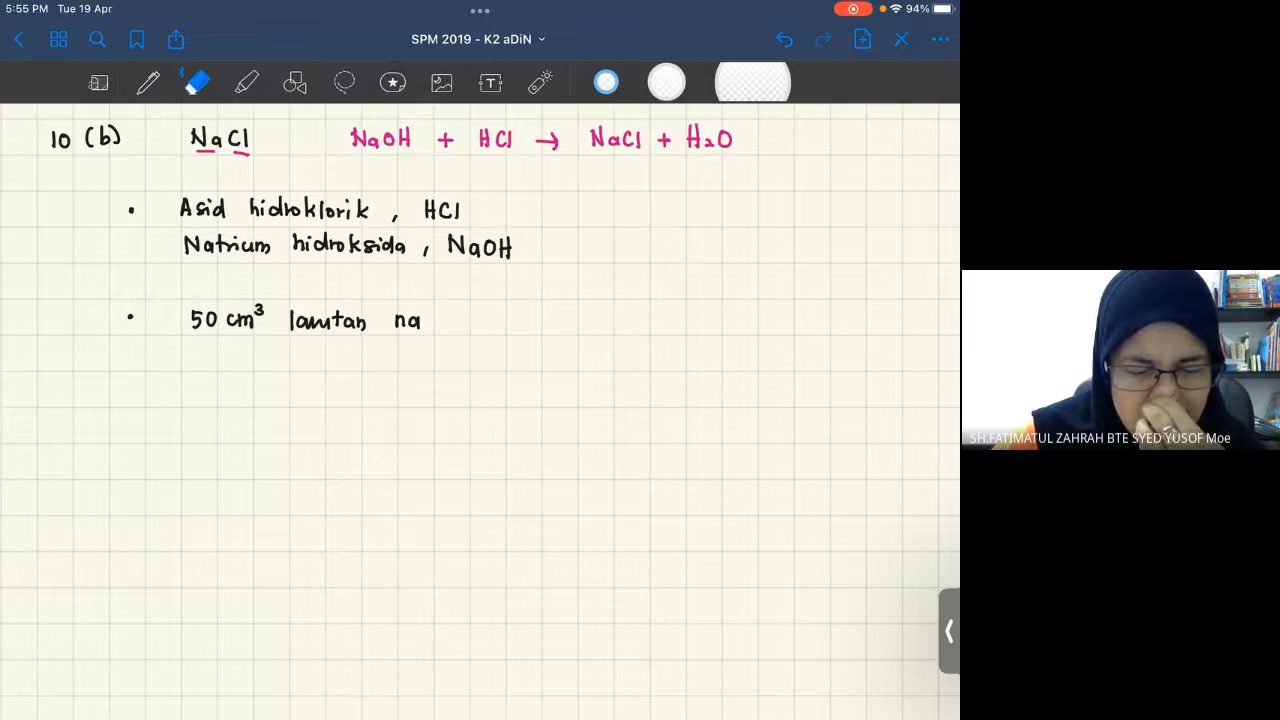 5:55 PM Tue 19 Apr
94%
SPM 2019 - K2 aDiN
T
10 (b) NaCl NaOH + HCl → NaCl + H₂O
• Asid hidroklorik , HCl
Natrium hidroksida , NaOH
• 50 cm³ larutan na
SH.FATIMATUL ZAHRAH BTE SYED YUSOF Moe